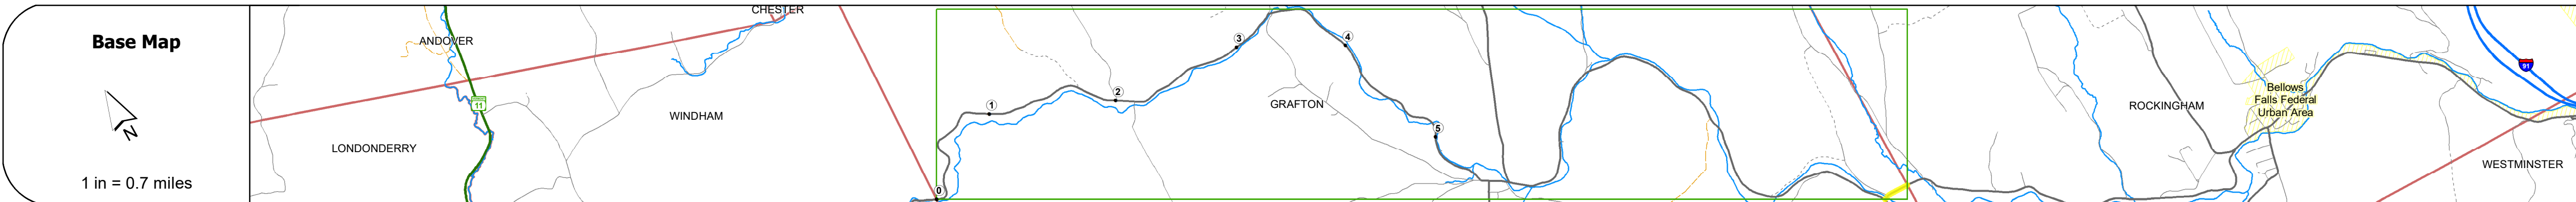 Base Map
N
1 in = 0.7 miles
CHESTER
ANDOVER
11
WINDHAM
LONDONDERRY
0
1
2
3
4
5
GRAFTON
ROCKINGHAM
Bellows
Falls Federal
Urban Area
91
WESTMINSTER